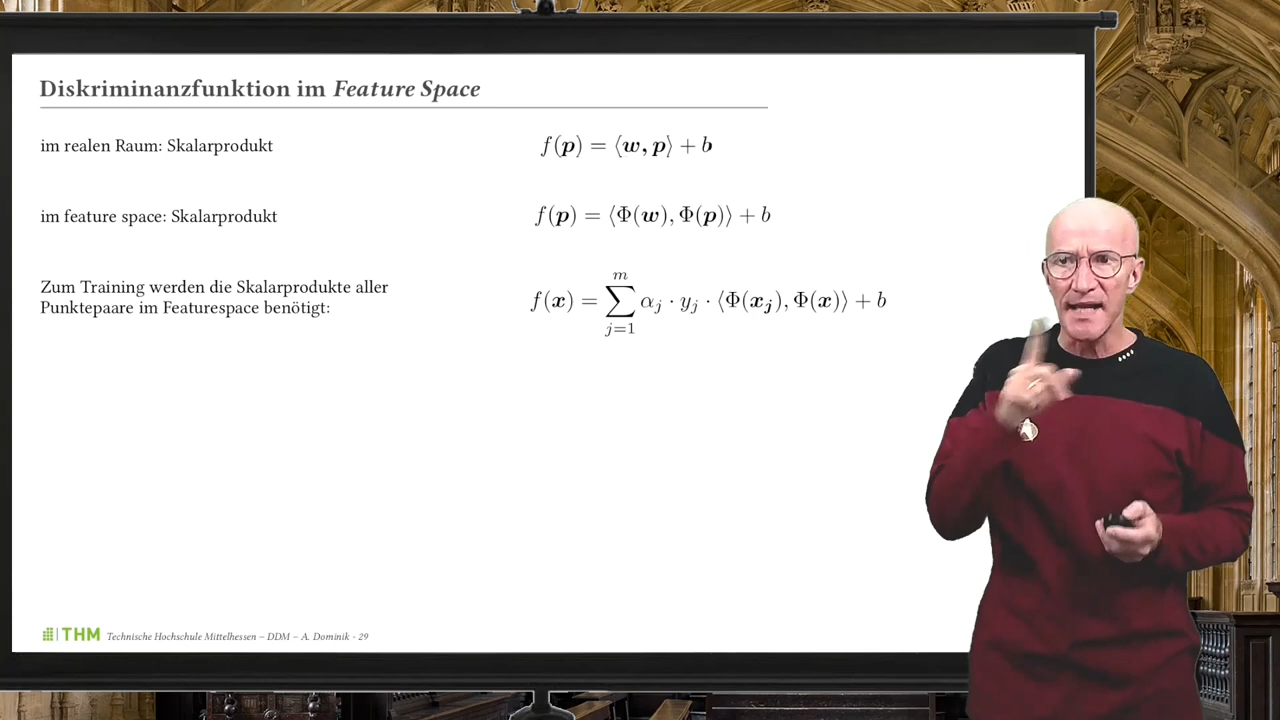 Diskriminanzfunktion im Feature Space
im realen Raum: Skalarprodukt
f(p) = ⟨w, p⟩ + b
im feature space: Skalarprodukt
f(p) = ⟨Φ(w), Φ(p)⟩ + b
Zum Training werden die Skalarprodukte aller
Punktepaare im Featurespace benötigt:
f(x) = ∑_{j=1}^{m} α_j · y_j · ⟨Φ(x_j), Φ(x)⟩ + b
THM Technische Hochschule Mittelhessen – DDM – A. Dominik - 29